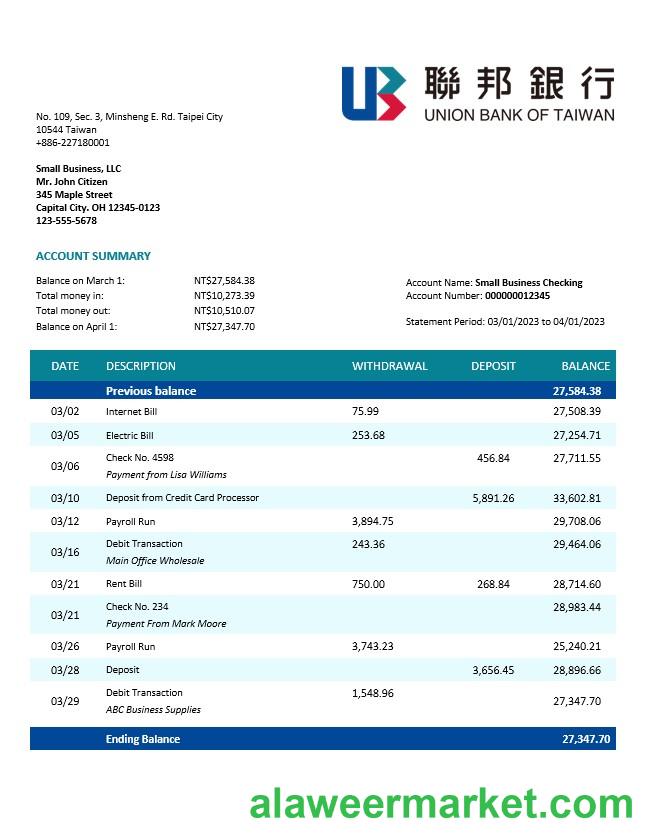 聯邦銀行
UNION BANK OF TAIWAN
No. 109, Sec. 3, Minsheng E. Rd. Taipei City
10544 Taiwan
+886-227180001
Small Business, LLC
Mr. John Citizen
345 Maple Street
Capital City. OH 12345-0123
123-555-5678
ACCOUNT SUMMARY
Balance on March 1: NT$27,584.38
Total money in: NT$10,273.39
Total money out: NT$10,510.07
Balance on April 1: NT$27,347.70
Account Name: Small Business Checking
Account Number: 000000012345
Statement Period: 03/01/2023 to 04/01/2023
DATE DESCRIPTION WITHDRAWAL DEPOSIT BALANCE
Previous balance 27,584.38
03/02 Internet Bill 75.99 27,508.39
03/05 Electric Bill 253.68 27,254.71
03/06 Check No. 4598 456.84 27,711.55
Payment from Lisa Williams
03/10 Deposit from Credit Card Processor 5,891.26 33,602.81
03/12 Payroll Run 3,894.75 29,708.06
03/16 Debit Transaction 243.36 29,464.06
Main Office Wholesale
03/21 Rent Bill 750.00 268.84 28,714.60
03/21 Check No. 234 28,983.44
Payment From Mark Moore
03/26 Payroll Run 3,743.23 25,240.21
03/28 Deposit 3,656.45 28,896.66
03/29 Debit Transaction 1,548.96 27,347.70
ABC Business Supplies
Ending Balance 27,347.70
alaweermarket.com